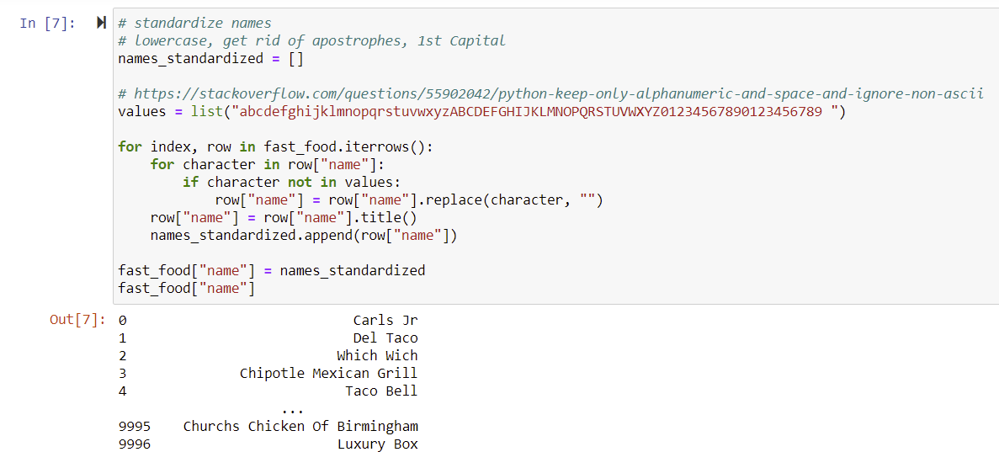 In [7]: # standardize names
# lowercase, get rid of apostrophes, 1st Capital
names_standardized = []

# https://stackoverflow.com/questions/55902042/python-keep-only-alphanumeric-and-space-and-ignore-non-ascii
values = list("abcdefghijklmnopqrstuvwxyzABCDEFGHIJKLMNOPQRSTUVWXYZ01234567890123456789 ")

for index, row in fast_food.iterrows():
    for character in row["name"]:
        if character not in values:
            row["name"] = row["name"].replace(character, "")
    row["name"] = row["name"].title()
    names_standardized.append(row["name"])

fast_food["name"] = names_standardized
fast_food["name"]
Out[7]: 0                            Carls Jr
1                            Del Taco
2                          Which Wich
3              Chipotle Mexican Grill
4                           Taco Bell
                    ...
9995    Churchs Chicken Of Birmingham
9996                       Luxury Box